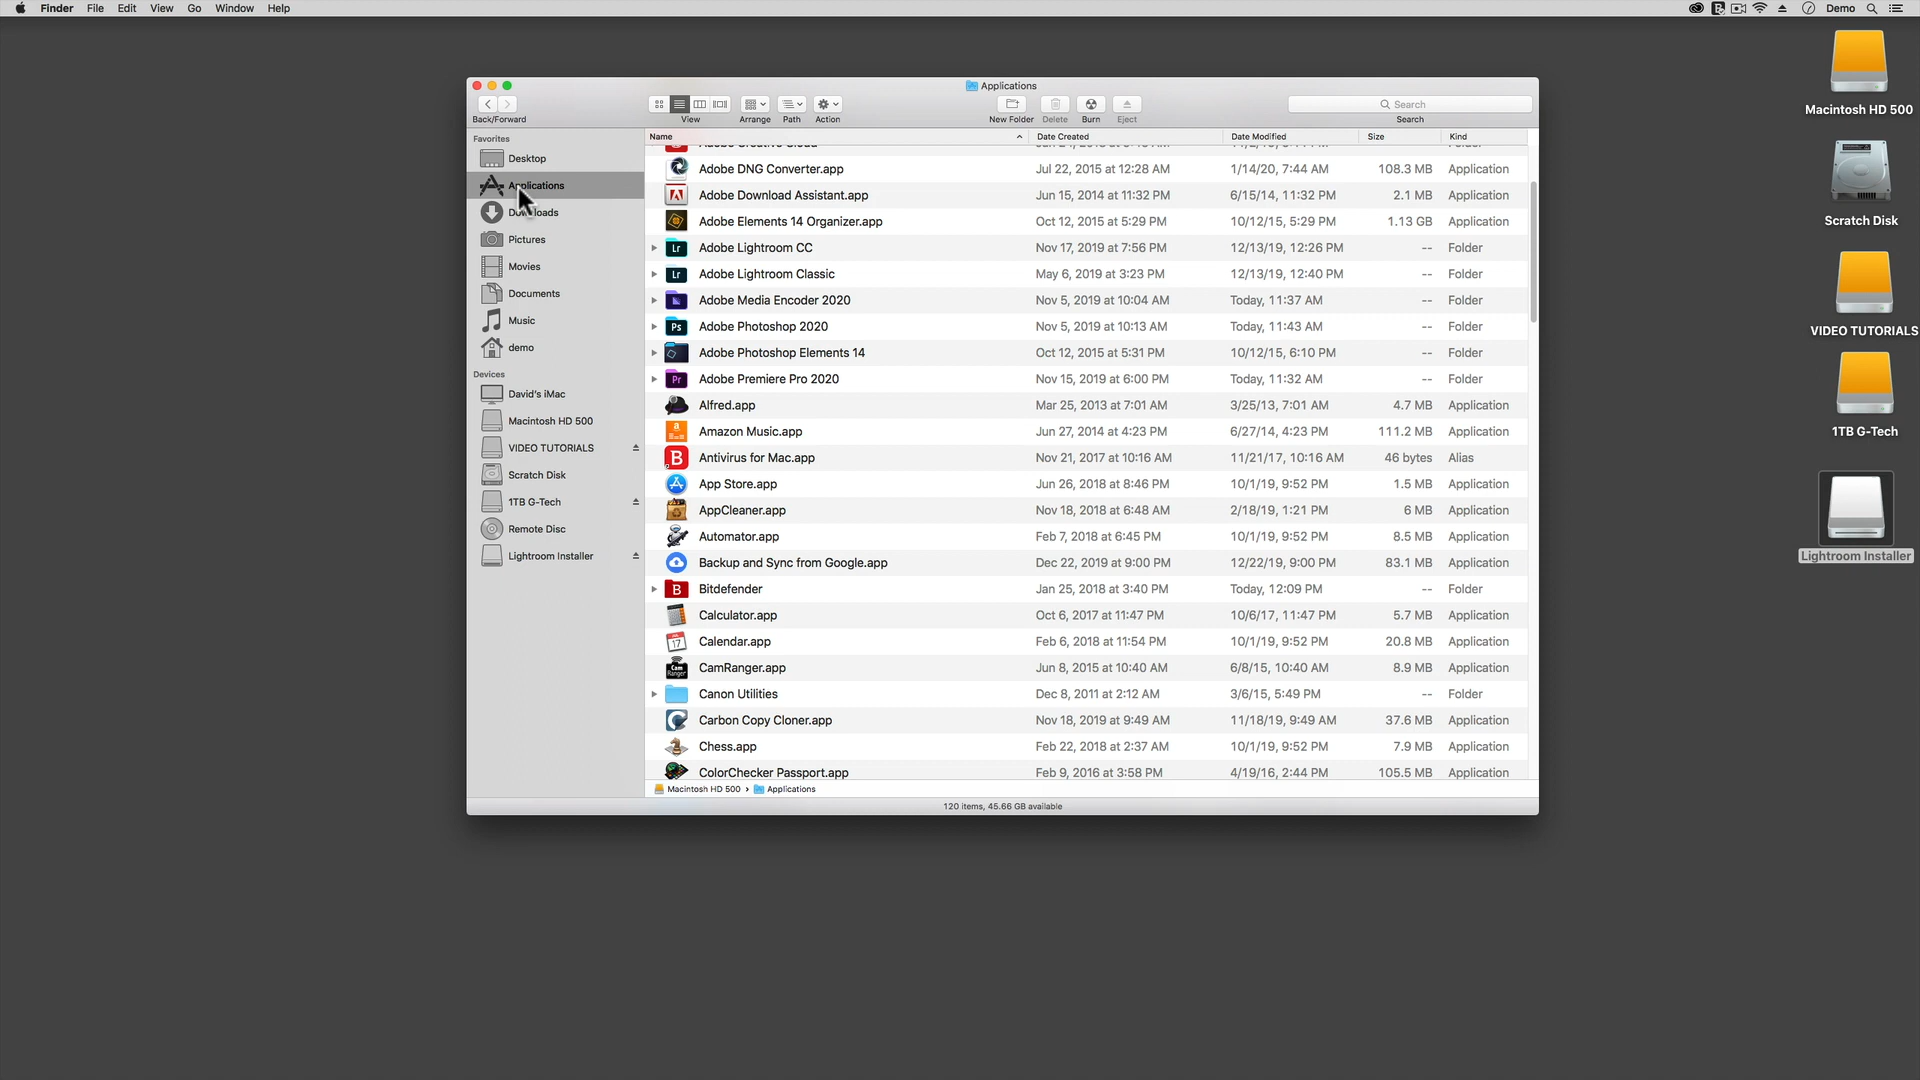 Finder File Edit View Go Window Help Demo
Applications
Back/Forward View Arrange Path Action New Folder Delete Burn Eject Search
Search
Name Date Created Date Modified Size Kind
Favorites
Desktop
Applications
Downloads
Pictures
Movies
Documents
Music
demo
Devices
David's iMac
Macintosh HD 500
VIDEO TUTORIALS
Scratch Disk
1TB G-Tech
Remote Disc
Lightroom Installer
Adobe DNG Converter.app Jul 22, 2015 at 12:28 AM 1/14/20, 7:44 AM 108.3 MB Application
Adobe Download Assistant.app Jun 15, 2014 at 11:32 PM 6/15/14, 11:32 PM 2.1 MB Application
Adobe Elements 14 Organizer.app Oct 12, 2015 at 5:29 PM 10/12/15, 5:29 PM 1.13 GB Application
Adobe Lightroom CC Nov 17, 2019 at 7:56 PM 12/13/19, 12:26 PM -- Folder
Adobe Lightroom Classic May 6, 2019 at 3:23 PM 12/13/19, 12:40 PM -- Folder
Adobe Media Encoder 2020 Nov 5, 2019 at 10:04 AM Today, 11:37 AM -- Folder
Adobe Photoshop 2020 Nov 5, 2019 at 10:13 AM Today, 11:43 AM -- Folder
Adobe Photoshop Elements 14 Oct 12, 2015 at 5:31 PM 10/12/15, 6:10 PM -- Folder
Adobe Premiere Pro 2020 Nov 15, 2019 at 6:00 PM Today, 11:32 AM -- Folder
Alfred.app Mar 25, 2013 at 7:01 AM 3/25/13, 7:01 AM 4.7 MB Application
Amazon Music.app Jun 27, 2014 at 4:23 PM 6/27/14, 4:23 PM 111.2 MB Application
Antivirus for Mac.app Nov 21, 2017 at 10:16 AM 11/21/17, 10:16 AM 46 bytes Alias
App Store.app Jun 26, 2018 at 8:46 PM 10/1/19, 9:52 PM 1.5 MB Application
AppCleaner.app Nov 18, 2018 at 6:48 AM 2/18/19, 1:21 PM 6 MB Application
Automator.app Feb 7, 2018 at 6:45 PM 10/1/19, 9:52 PM 8.5 MB Application
Backup and Sync from Google.app Dec 22, 2019 at 9:00 PM 12/22/19, 9:00 PM 83.1 MB Application
Bitdefender Jan 25, 2018 at 3:40 PM Today, 12:09 PM -- Folder
Calculator.app Oct 6, 2017 at 11:47 PM 10/6/17, 11:47 PM 5.7 MB Application
Calendar.app Feb 6, 2018 at 11:54 PM 10/1/19, 9:52 PM 20.8 MB Application
CamRanger.app Jun 8, 2015 at 10:40 AM 6/8/15, 10:40 AM 8.9 MB Application
Canon Utilities Dec 8, 2011 at 2:12 AM 3/6/15, 5:49 PM -- Folder
Carbon Copy Cloner.app Nov 18, 2019 at 9:49 AM 11/18/19, 9:49 AM 37.6 MB Application
Chess.app Feb 22, 2018 at 2:37 AM 10/1/19, 9:52 PM 7.9 MB Application
ColorChecker Passport.app Feb 9, 2016 at 3:58 PM 4/19/16, 2:44 PM 105.5 MB Application
Macintosh HD 500 › Applications
120 items, 45.66 GB available
Macintosh HD 500
Scratch Disk
VIDEO TUTORIALS
1TB G-Tech
Lightroom Installer